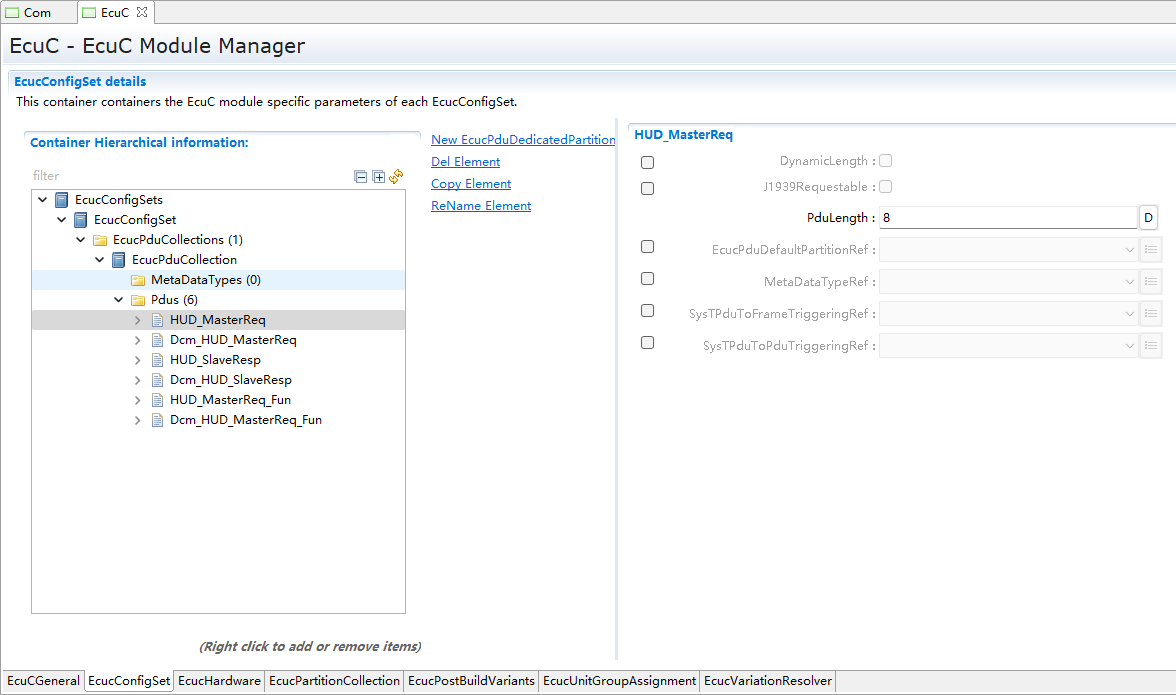 Com
EcuC
EcuC - EcuC Module Manager
EcucConfigSet details
This container containers the EcuC module specific parameters of each EcucConfigSet.
Container Hierarchical information:
filter
EcucConfigSets
EcucConfigSet
EcucPduCollections (1)
EcucPduCollection
MetaDataTypes (0)
Pdus (6)
HUD_MasterReq
Dcm_HUD_MasterReq
HUD_SlaveResp
Dcm_HUD_SlaveResp
HUD_MasterReq_Fun
Dcm_HUD_MasterReq_Fun
(Right click to add or remove items)
New EcucPduDedicatedPartition
Del Element
Copy Element
ReName Element
HUD_MasterReq
DynamicLength :
J1939Requestable :
PduLength : 8 D
EcucPduDefaultPartitionRef :
MetaDataTypeRef :
SysTPduToFrameTriggeringRef :
SysTPduToPduTriggeringRef :
EcuCGeneral EcucConfigSet EcucHardware EcucPartitionCollection EcucPostBuildVariants EcucUnitGroupAssignment EcucVariationResolver